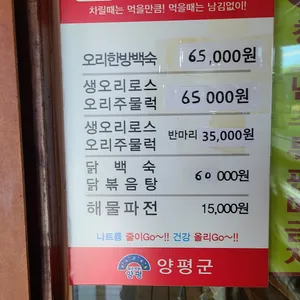 차릴때는 먹을만큼! 먹을때는 남김없이!
오리한방백숙 65,000원
생오리로스
오리주물럭 65000원
생오리로스
오리주물럭 반마리 35,000원
닭백숙
닭볶음탕 60000원
해물파전 15,000원
나트륨 줄이Go~!! 건강 올리Go~!!
양평군